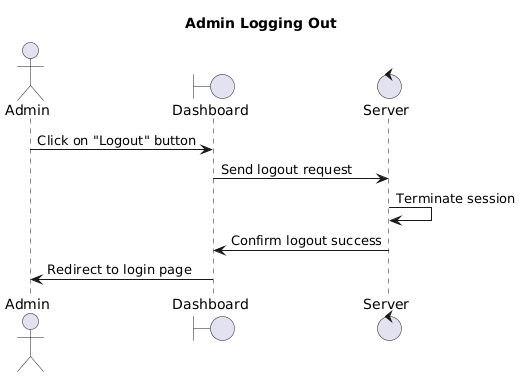 Admin Logging Out
Admin
Dashboard
Server
Click on "Logout" button
Send logout request
Terminate session
Confirm logout success
Redirect to login page
Admin
Dashboard
Server